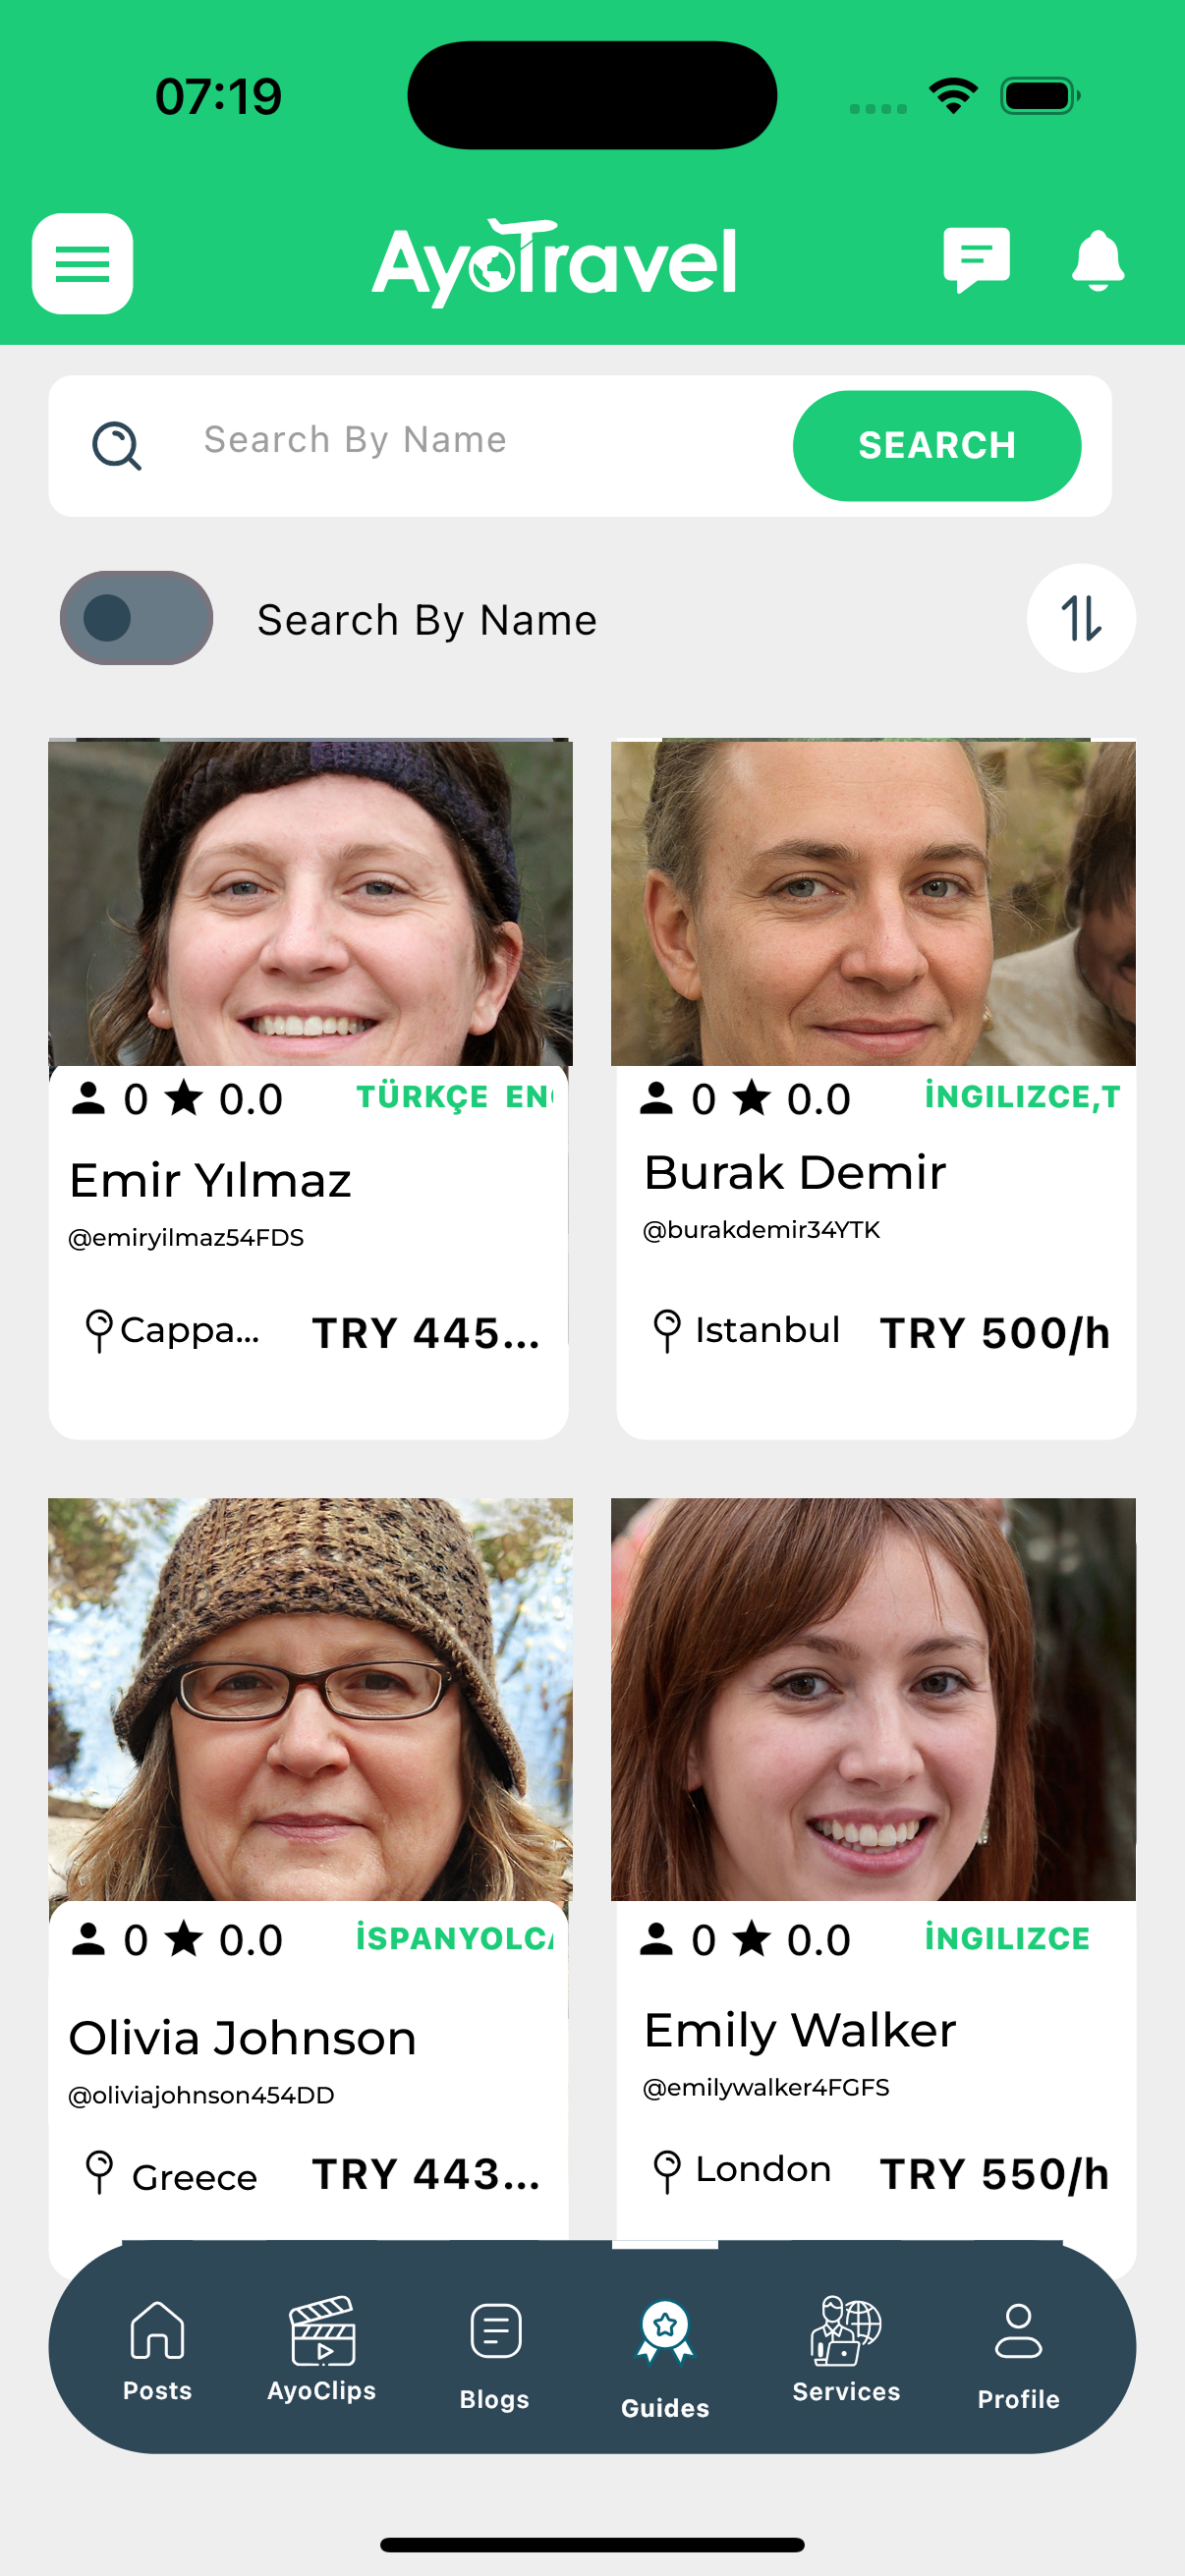 07:19
AyoTravel
Search By Name
SEARCH
Search By Name
0 0.0 TÜRKÇE
Emir Yılmaz
@emiryilmaz54FDS
Cappa... TRY 445...
0 0.0 İNGILIZCE,T
Burak Demir
@burakdemir34YTK
Istanbul TRY 500/h
0 0.0 İSPANYOLCA
Olivia Johnson
@oliviajohnson454DD
Greece TRY 443...
0 0.0 İNGILIZCE
Emily Walker
@emilywalker4FGFS
London TRY 550/h
Posts
AyoClips
Blogs
Guides
Services
Profile